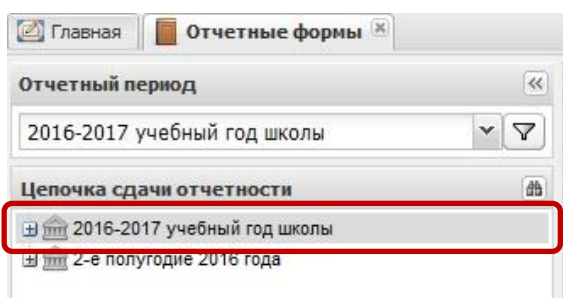 Главная Отчетные формы
Отчетный период
2016-2017 учебный год школы
Цепочка сдачи отчетности
2016-2017 учебный год школы
2-е полугодие 2016 года